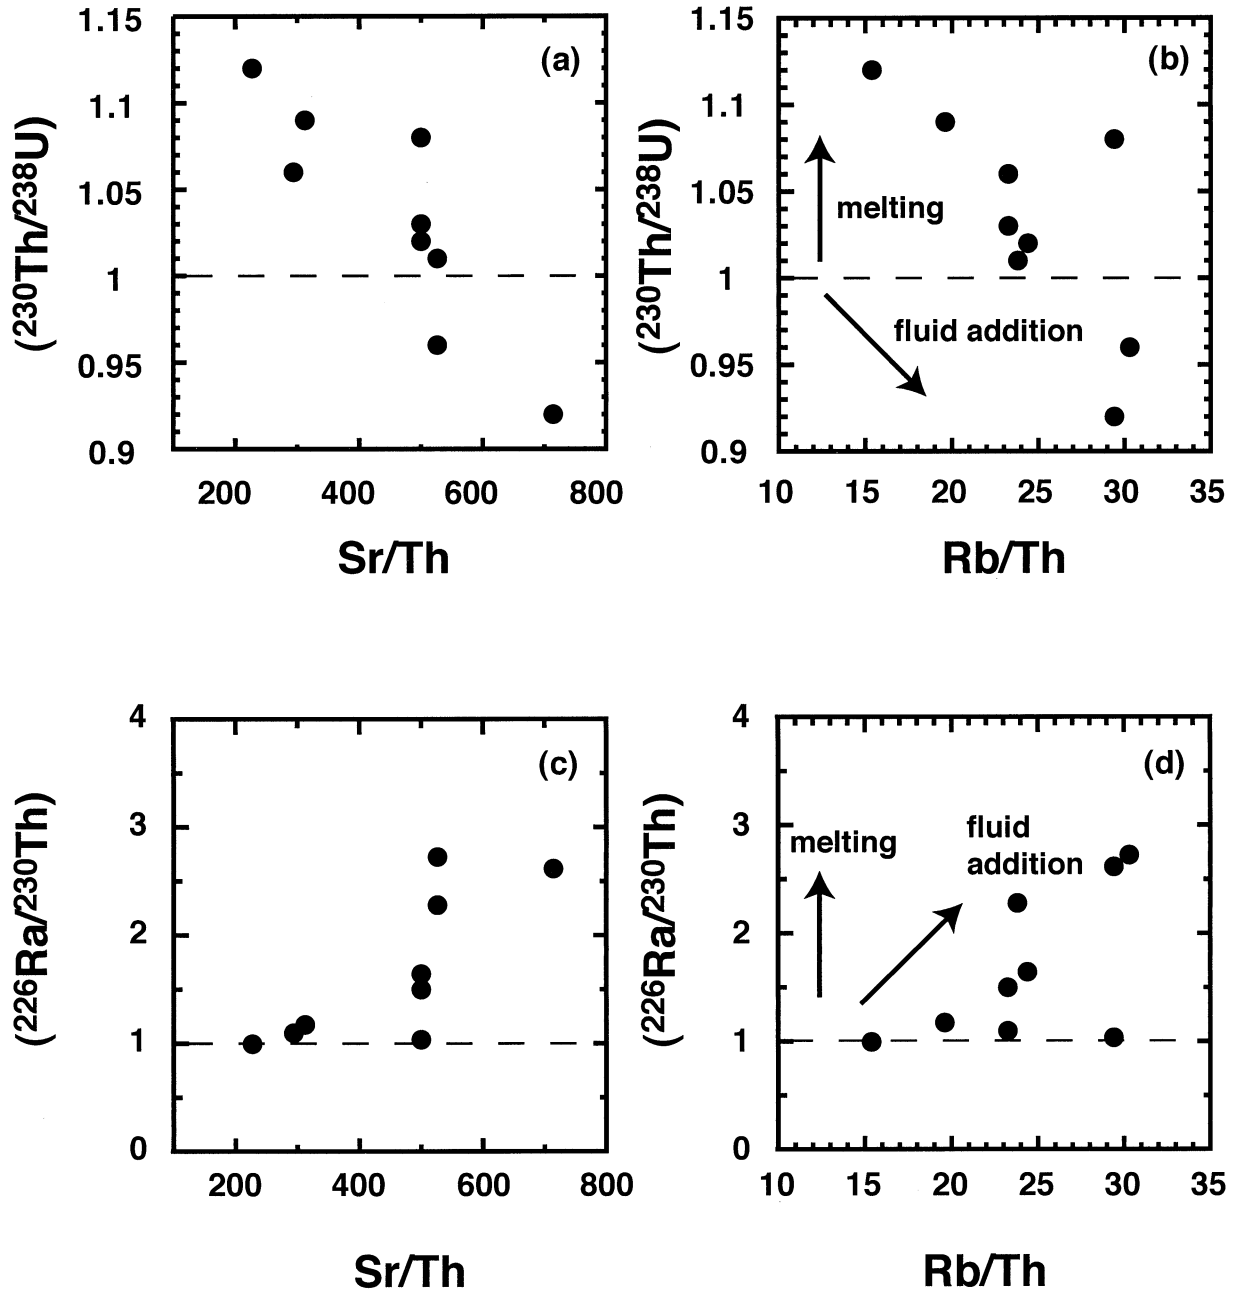 (a)
(²³⁰Th/²³⁸U)
1.15
1.1
1.05
1
0.95
0.9
200 400 600 800
Sr/Th
(b)
(²³⁰Th/²³⁸U)
1.15
1.1
1.05
1
0.95
0.9
melting
fluid addition
10 15 20 25 30 35
Rb/Th
(c)
(²²⁶Ra/²³⁰Th)
4
3
2
1
0
200 400 600 800
Sr/Th
(d)
(²²⁶Ra/²³⁰Th)
4
3
2
1
0
melting
fluid
addition
10 15 20 25 30 35
Rb/Th